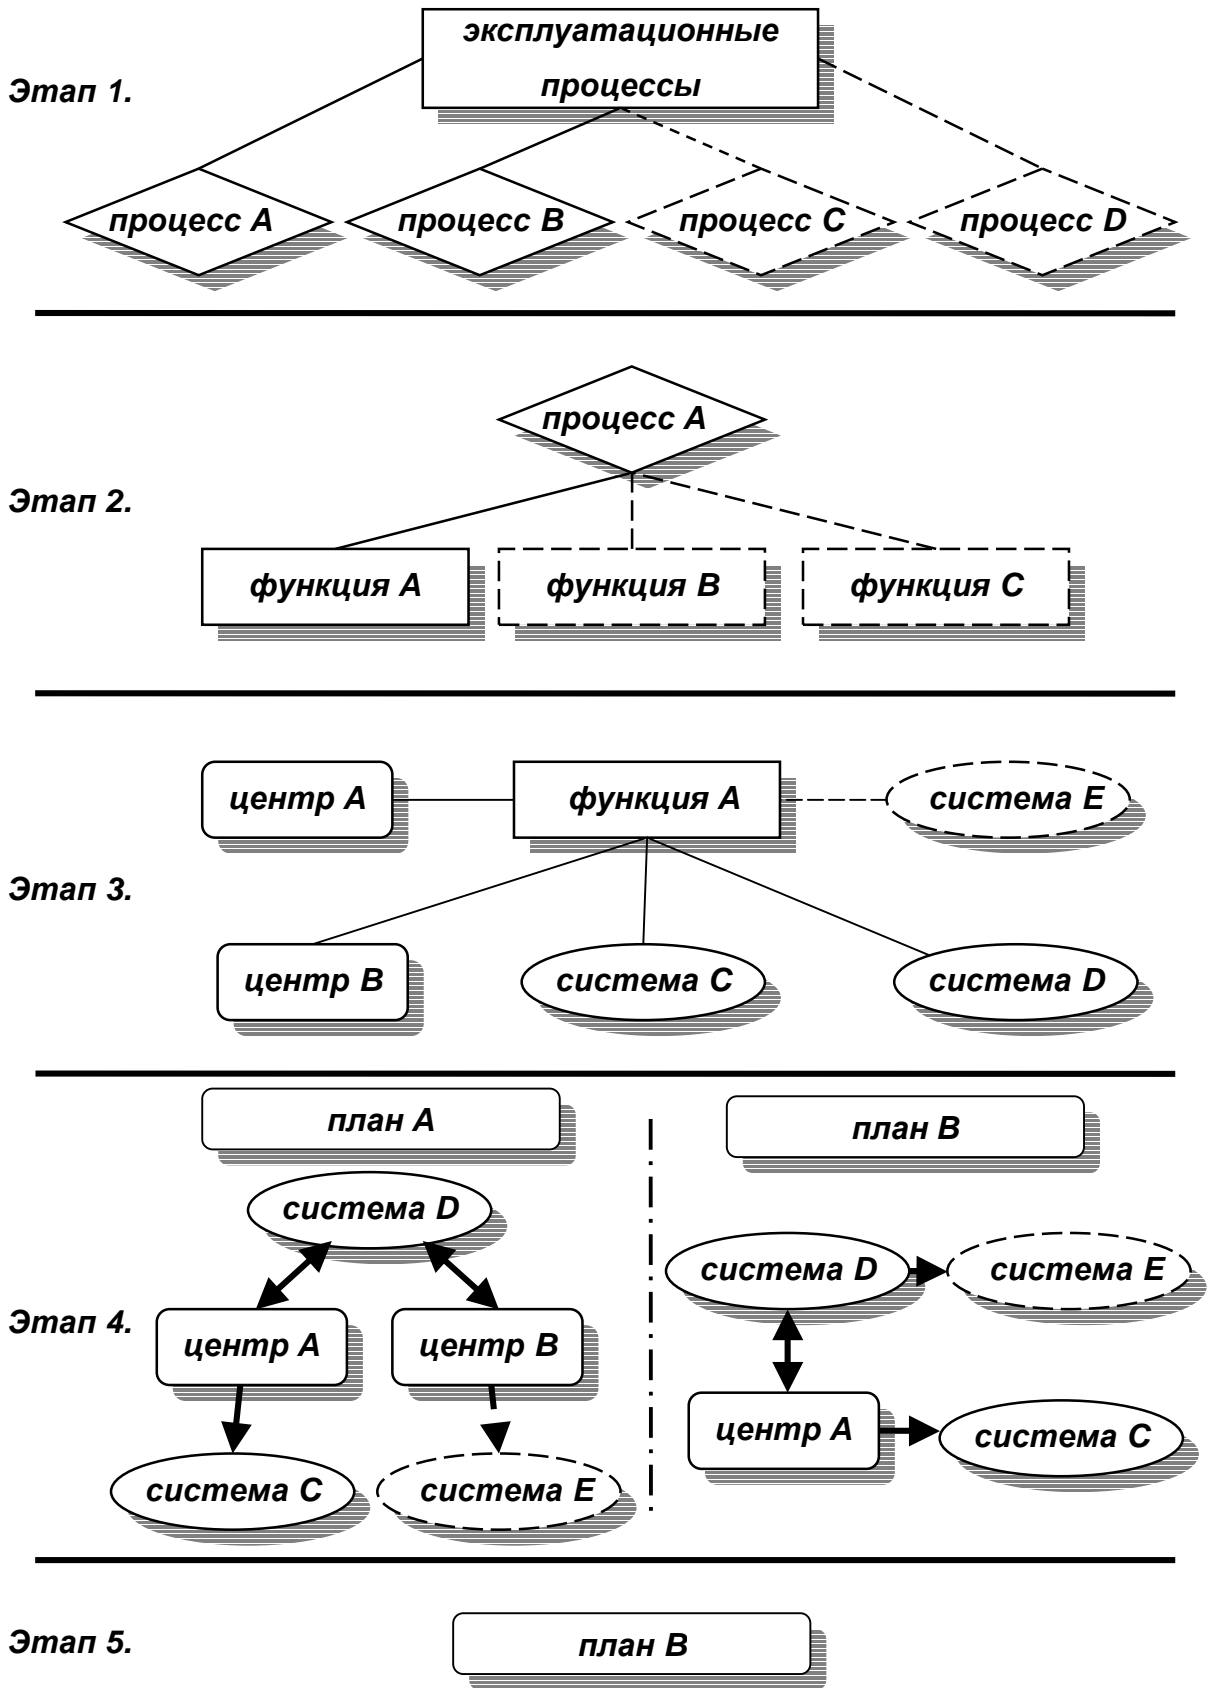 эксплуатационные
процессы
Этап 1.
процесс A
процесс B
процесс C
процесс D
процесс A
Этап 2.
функция A
функция B
функция C
центр A
функция A
система E
Этап 3.
центр B
система C
система D
план A
план B
система D
система D
система E
Этап 4.
центр A
центр B
центр A
система C
система C
система E
Этап 5.
план B